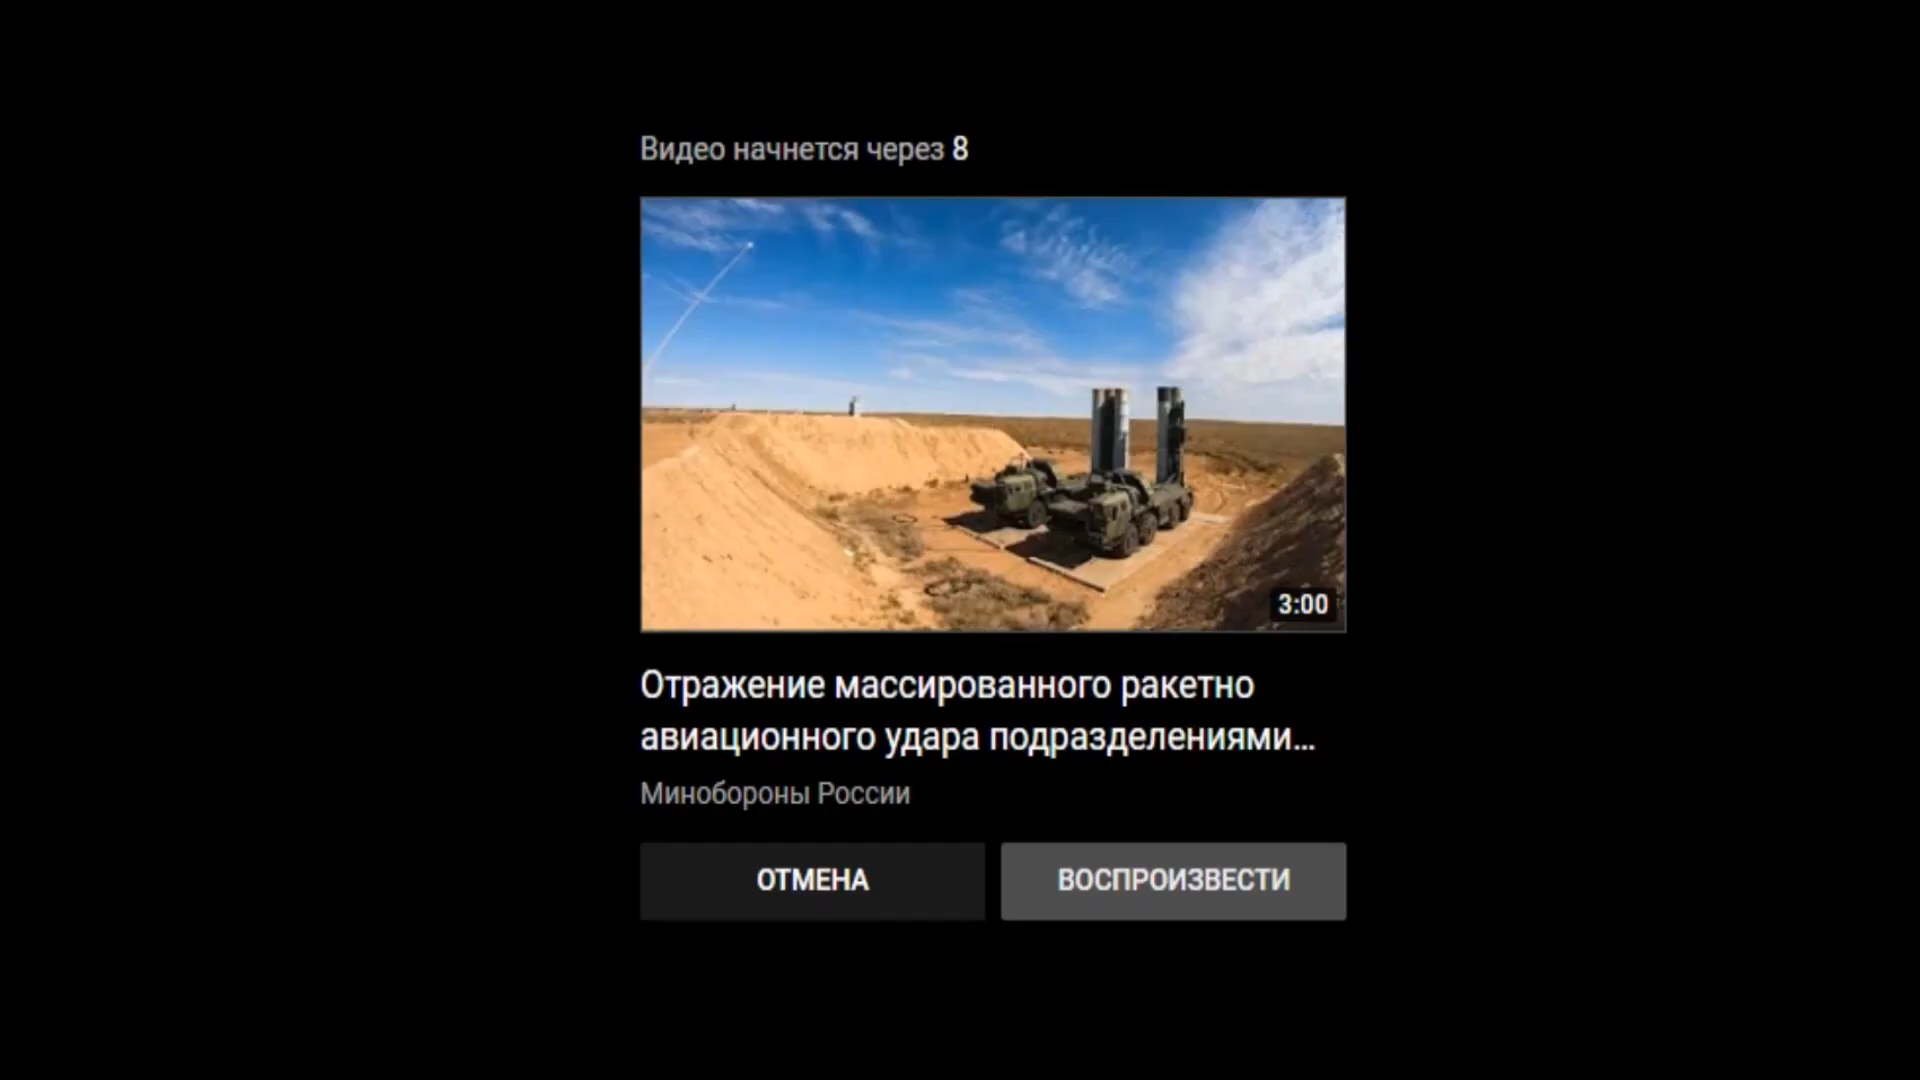 Видео начнется через 8
3:00
Отражение массированного ракетно
авиационного удара подразделениями...
Минобороны России
ОТМЕНА
ВОСПРОИЗВЕСТИ